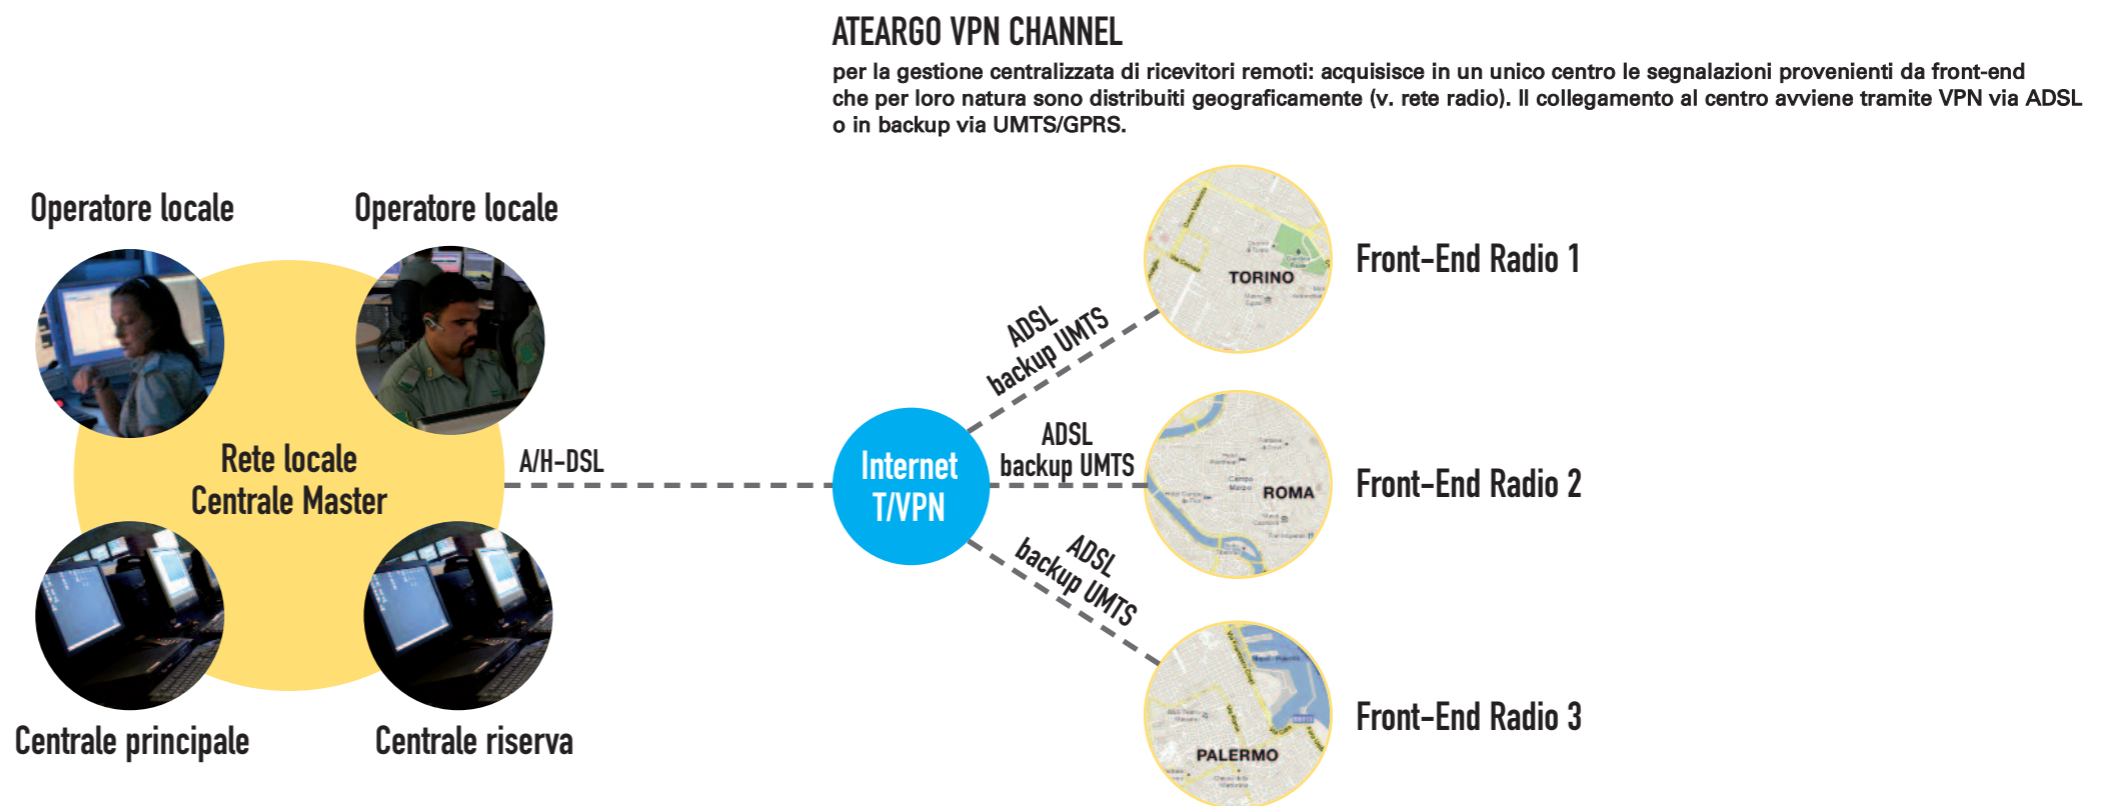 ATEARGO VPN CHANNEL
per la gestione centralizzata di ricevitori remoti: acquisisce in un unico centro le segnalazioni provenienti da front-end
che per loro natura sono distribuiti geograficamente (v. rete radio). Il collegamento al centro avviene tramite VPN via ADSL
o in backup via UMTS/GPRS.
Operatore locale
Operatore locale
Rete locale
Centrale Master
Centrale principale
Centrale riserva
A/H-DSL
Internet
T/VPN
ADSL
backup UMTS
ADSL
backup UMTS
ADSL
backup UMTS
TORINO
Front-End Radio 1
ROMA
Front-End Radio 2
PALERMO
Front-End Radio 3